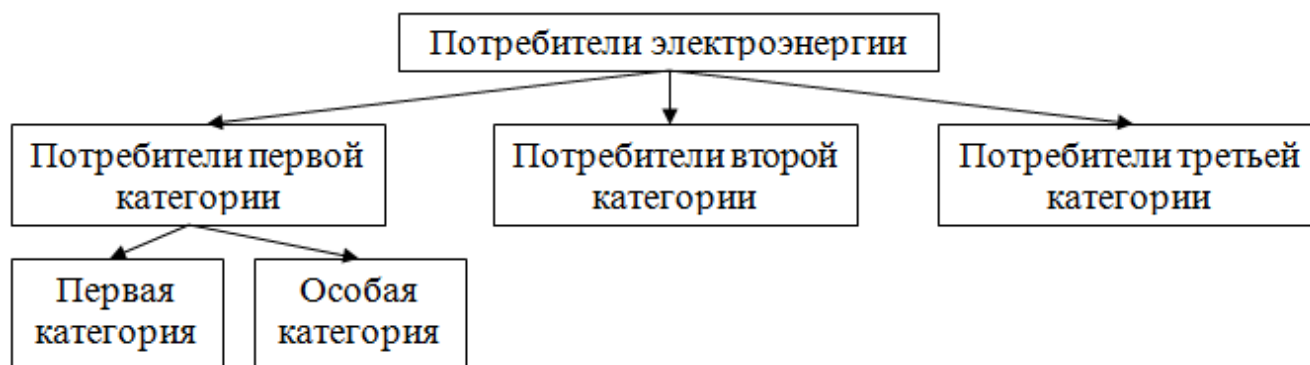 Потребители электроэнергии
Потребители первой
категории
Потребители второй
категории
Потребители третьей
категории
Первая
категория
Особая
категория